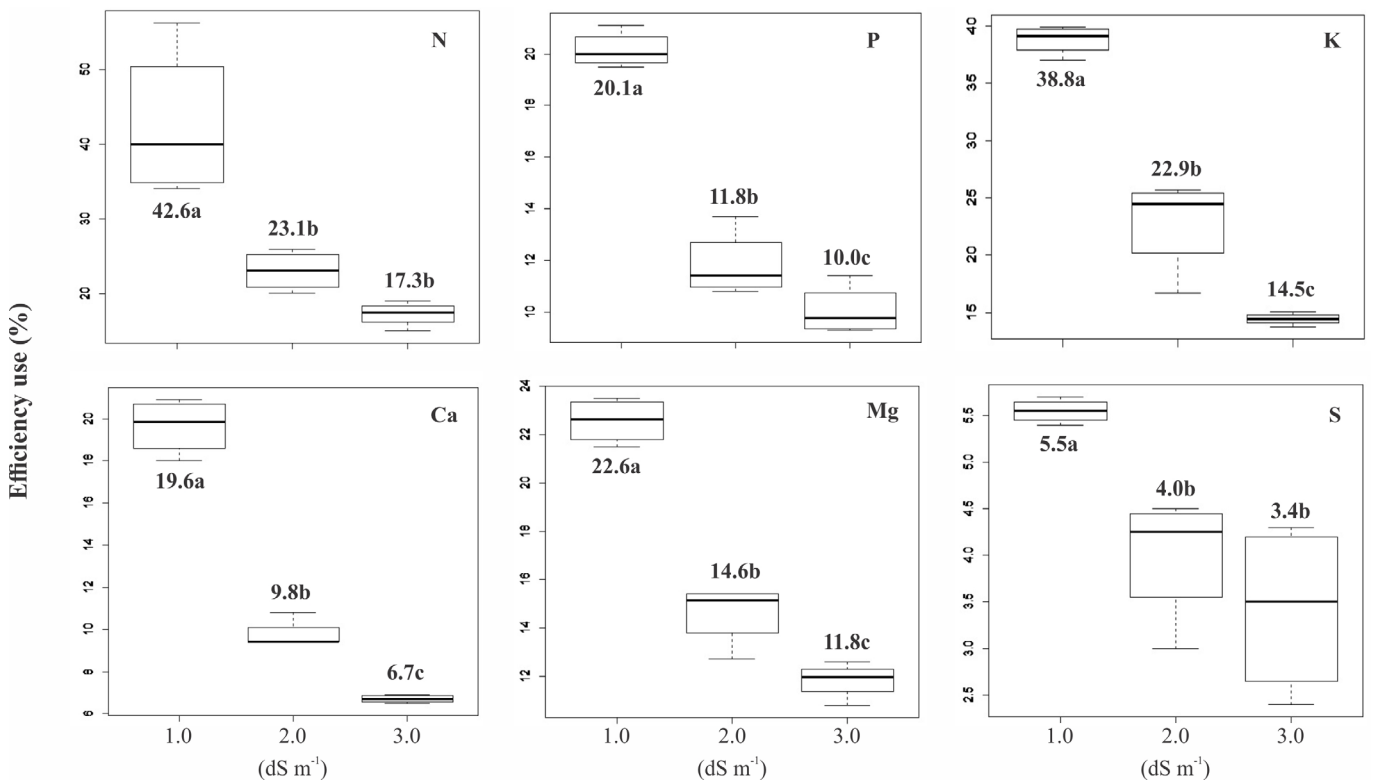 Efficiency use (%)
N
50
40
30
20
42.6a
23.1b
17.3b
P
20
18
16
14
12
10
20.1a
11.8b
10.0c
K
40
35
30
25
20
15
38.8a
22.9b
14.5c
Ca
20
18
16
14
12
10
8
6
19.6a
9.8b
6.7c
1.0 2.0 3.0
(dS m⁻¹)
Mg
24
22
20
18
16
14
12
22.6a
14.6b
11.8c
1.0 2.0 3.0
(dS m⁻¹)
S
5.5
5.0
4.5
4.0
3.5
3.0
2.5
5.5a
4.0b
3.4b
1.0 2.0 3.0
(dS m⁻¹)